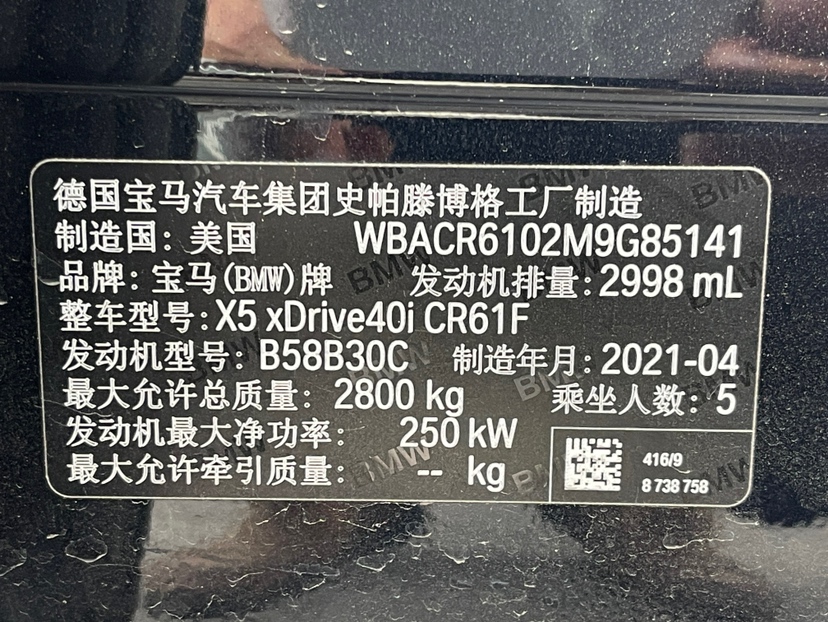 德国宝马汽车集团史帕滕博格工厂制造
制造国: 美国 WBACR6102M9G85141
品牌: 宝马(BMW)牌 发动机排量: 2998 mL
整车型号: X5 xDrive40i CR61F
发动机型号: B58B30C 制造年月: 2021-04
最大允许总质量: 2800 kg 乘坐人数: 5
发动机最大净功率: 250 kW
最大允许牵引质量: -- kg
416/9
8 738 758